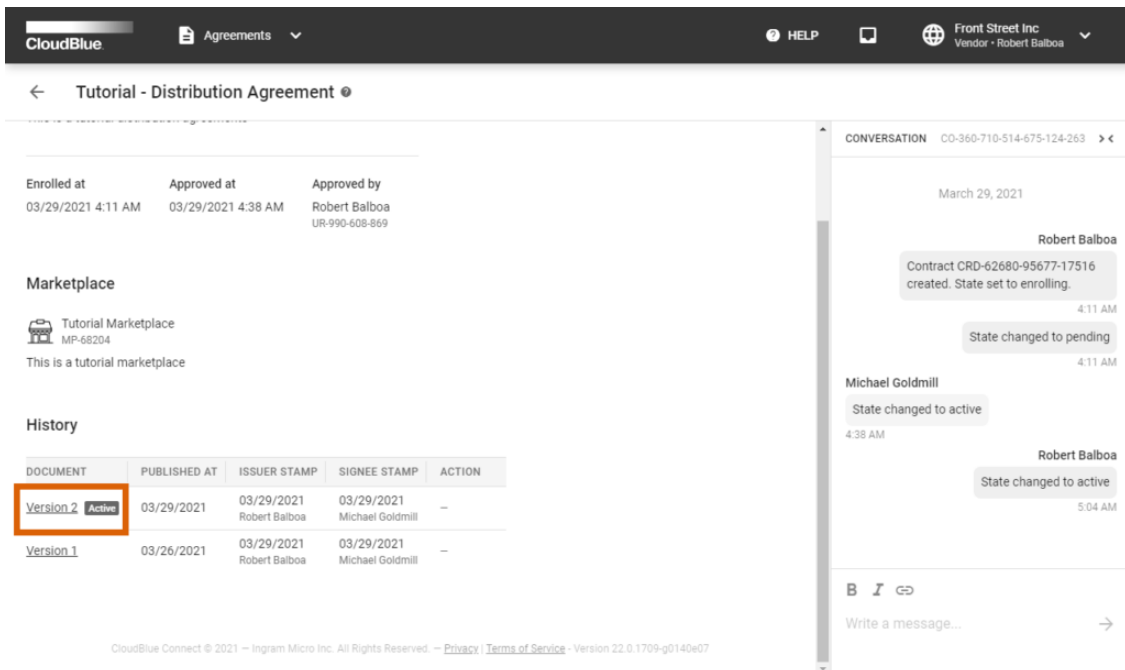 CloudBlue.
Agreements
HELP
Front Street Inc
Vendor • Robert Balboa
Tutorial - Distribution Agreement
Enrolled at
Approved at
Approved by
03/29/2021 4:11 AM
03/29/2021 4:38 AM
Robert Balboa
UR-990-608-869
Marketplace
Tutorial Marketplace
MP-68204
This is a tutorial marketplace
History
DOCUMENT PUBLISHED AT ISSUER STAMP SIGNEE STAMP ACTION
Version 2 Active 03/29/2021 03/29/2021 03/29/2021 –
Robert Balboa Michael Goldmill
Version 1 03/26/2021 03/29/2021 03/29/2021 –
Robert Balboa Michael Goldmill
CloudBlue Connect © 2021 – Ingram Micro Inc. All Rights Reserved. – Privacy | Terms of Service - Version 22.0.1709-g0140e07
CONVERSATION CO-360-710-514-675-124-263
March 29, 2021
Robert Balboa
Contract CRD-62680-95677-17516
created. State set to enrolling.
4:11 AM
State changed to pending
4:11 AM
Michael Goldmill
State changed to active
4:38 AM
Robert Balboa
State changed to active
5:04 AM
B I
Write a message...